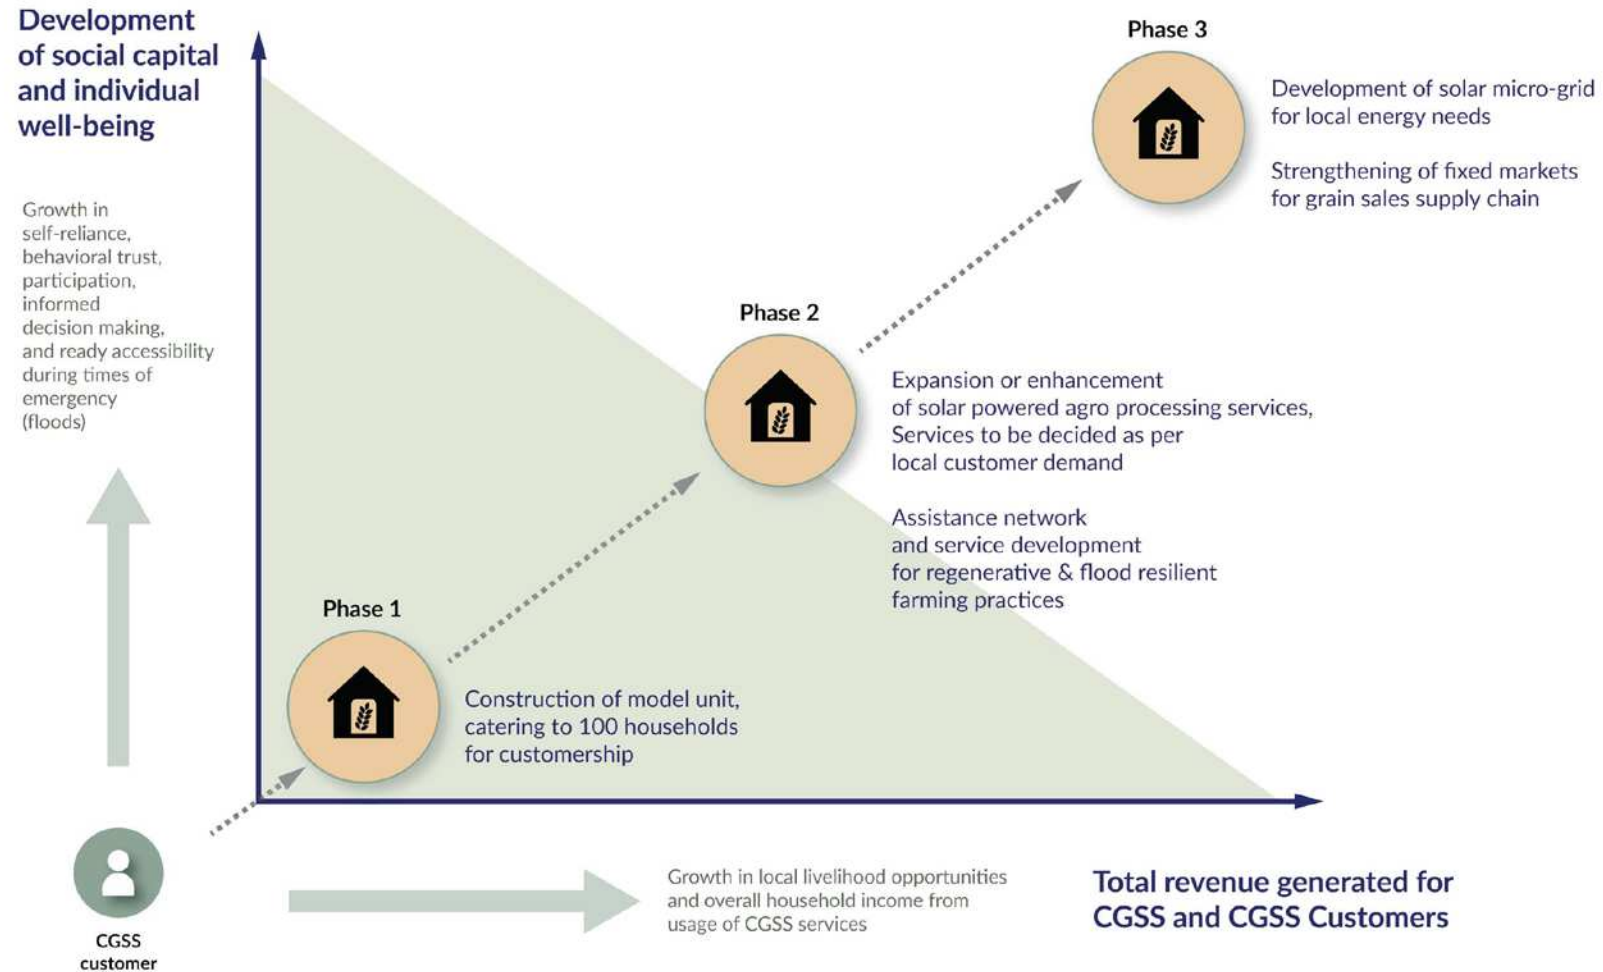 Development
of social capital
and individual
well-being
Growth in
self-reliance,
behavioral trust,
participation,
informed
decision making,
and ready accessibility
during times of
emergency
(floods)
Phase 3
Development of solar micro-grid
for local energy needs
Strengthening of fixed markets
for grain sales supply chain
Phase 2
Expansion or enhancement
of solar powered agro processing services,
Services to be decided as per
local customer demand
Assistance network
and service development
for regenerative & flood resilient
farming practices
Phase 1
Construction of model unit,
catering to 100 households
for customership
CGSS
customer
Growth in local livelihood opportunities
and overall household income from
usage of CGSS services
Total revenue generated for
CGSS and CGSS Customers